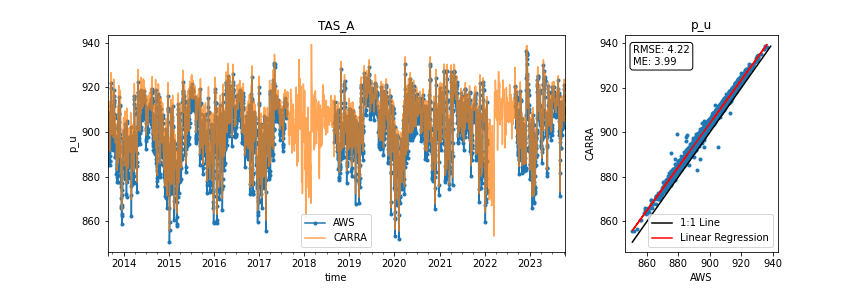 TAS_A
p_u
940
920
900
880
860
p_u
AWS
CARRA
2014 2015 2016 2017 2018 2019 2020 2021 2022 2023
time
p_u
RMSE: 4.22
ME: 3.99
940
920
900
880
860
CARRA
1:1 Line
Linear Regression
860 880 900 920 940
AWS